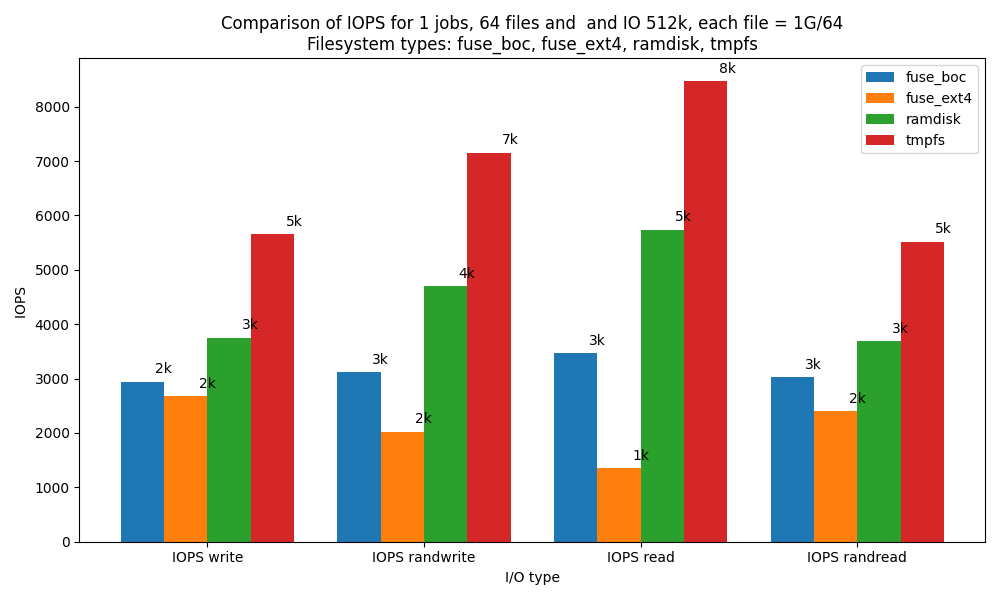 Comparison of IOPS for 1 jobs, 64 files and  and IO 512k, each file = 1G/64
Filesystem types: fuse_boc, fuse_ext4, ramdisk, tmpfs
fuse_boc
fuse_ext4
ramdisk
tmpfs
IOPS
8000
7000
6000
5000
4000
3000
2000
1000
0
2k
2k
3k
5k
3k
2k
4k
7k
3k
1k
5k
8k
3k
2k
3k
5k
IOPS write
IOPS randwrite
IOPS read
IOPS randread
I/O type